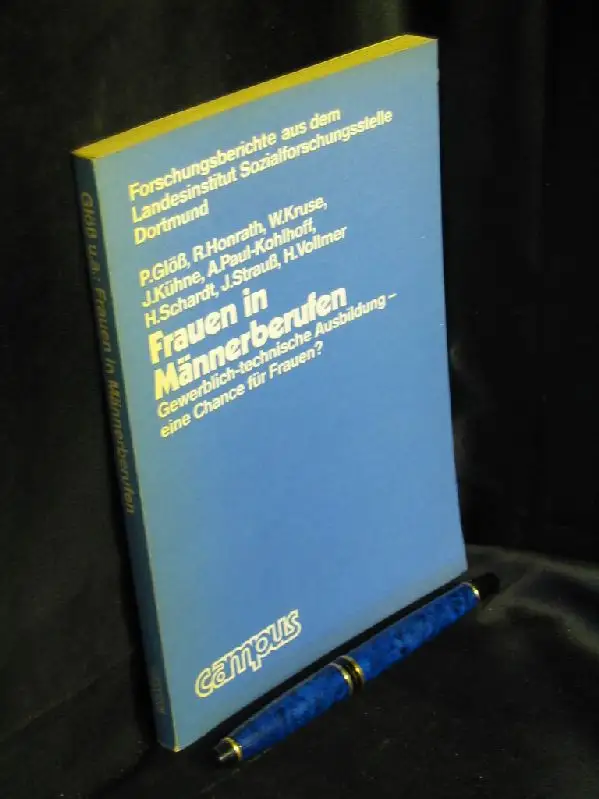 Forschungsberichte aus dem
Landesinstitut Sozialforschungsstelle
Dortmund
P.Glöß, R.Honrath, W.Kruse,
J.Kühne, A.Paul-Kohlhoff,
H.Schardt, J.Strauß, H.Vollmer
Frauen in
Männerberufen
Gewerblich-technische Ausbildung –
eine Chance für Frauen?
campus
Glöß u.a.: Frauen in Männerberufen